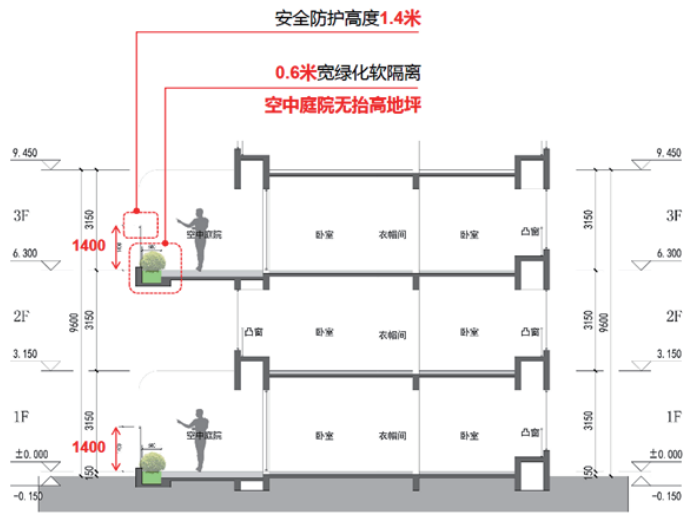 安全防护高度1.4米
0.6米宽绿化软隔离
空中庭院无抬高地坪
9.450
9.450
3F
3150
1400
空中庭院
卧室
衣帽间
卧室
凸窗
3150
3F
6.300
6.300
2F
9600
3150
凸窗
卧室
衣帽间
卧室
凸窗
3150
9600
2F
3.150
3.150
1F
3150
1400
空中庭院
卧室
衣帽间
卧室
凸窗
3150
1F
±0.000
±0.000
150
150
-0.150
-0.150